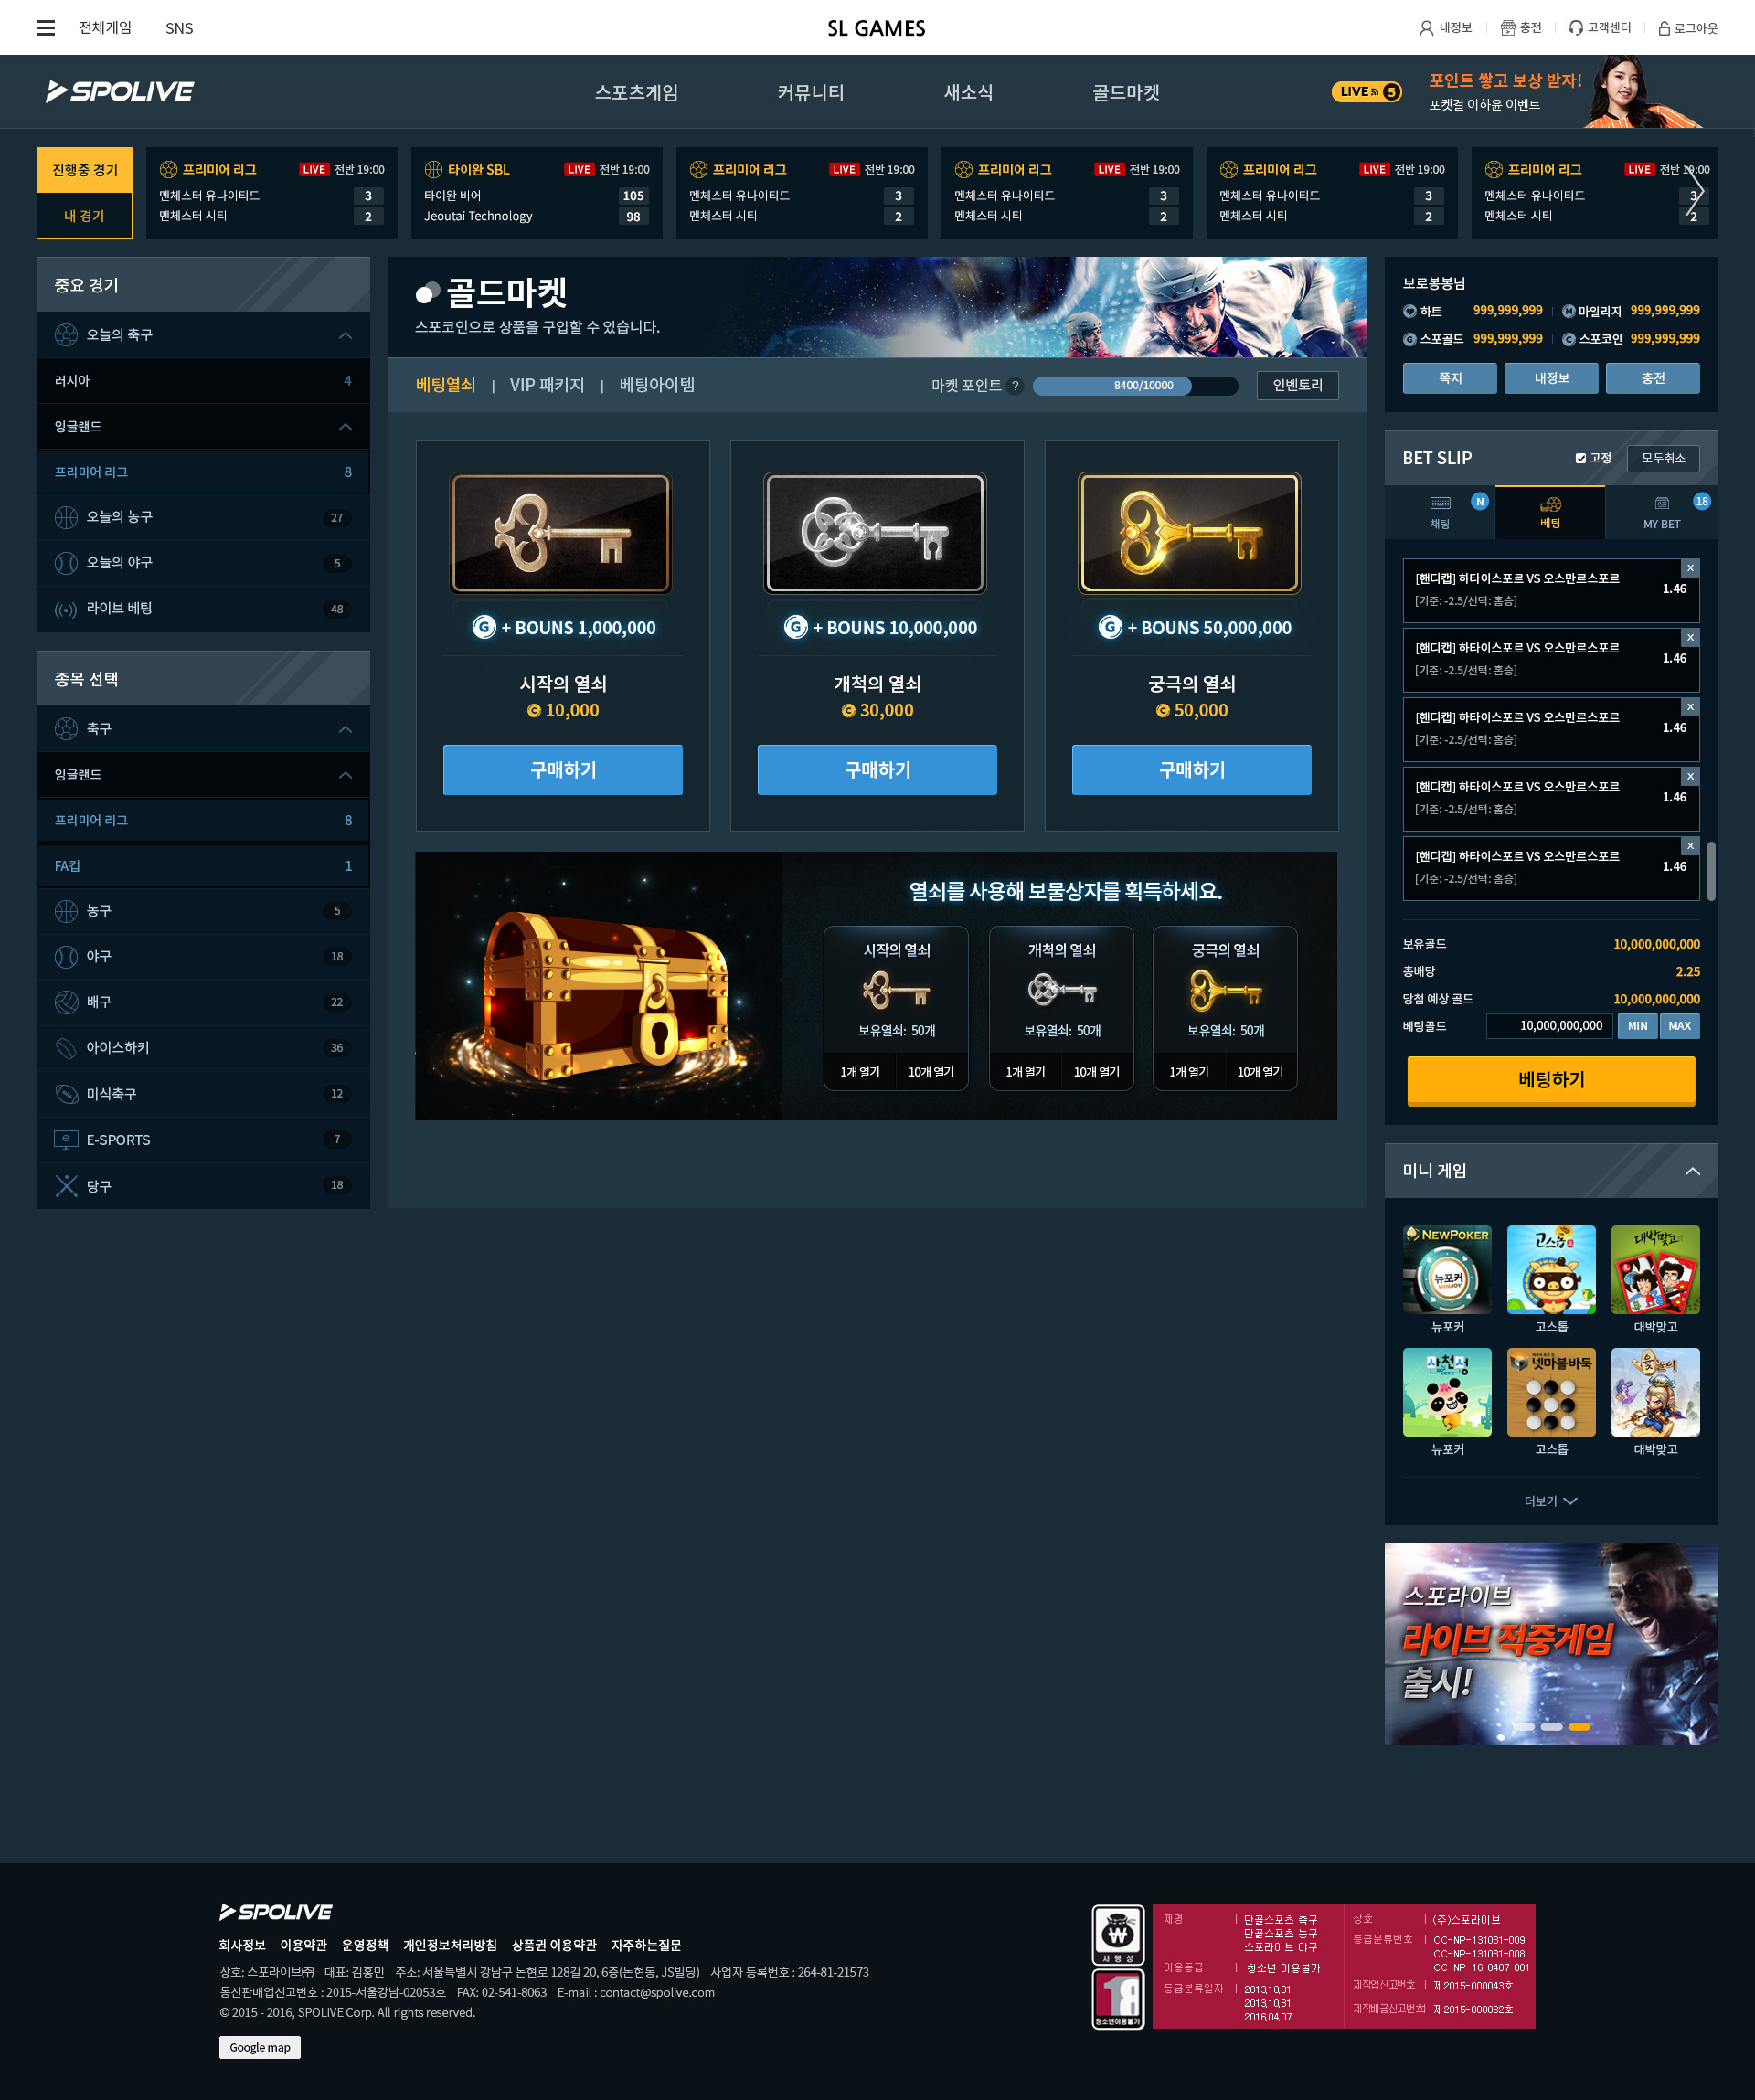 전체게임
SNS
SL GAMES
내정보
충전
고객센터
로그아웃
SPOLIVE
스포츠게임
커뮤니티
새소식
골드마켓
LIVE 5
포인트 쌓고 보상 받자!
포켓걸 이하윤 이벤트
진행중 경기
내 경기
프리미어 리그 LIVE 전반 19:00
멘체스터 유나이티드 3
멘체스터 시티 2
타이완 SBL LIVE 전반 19:00
타이완 비어 105
Jeoutai Technology 98
프리미어 리그 LIVE 전반 19:00
멘체스터 유나이티드 3
멘체스터 시티 2
프리미어 리그 LIVE 전반 19:00
멘체스터 유나이티드 3
멘체스터 시티 2
프리미어 리그 LIVE 전반 19:00
멘체스터 유나이티드 3
멘체스터 시티 2
프리미어 리그 LIVE 전반 19:00
멘체스터 유나이티드 3
멘체스터 시티 2
중요 경기
오늘의 축구
러시아 4
잉글랜드
프리미어 리그 8
오늘의 농구 27
오늘의 야구 5
라이브 베팅 48
종목 선택
축구
잉글랜드
프리미어 리그 8
FA컵 1
농구 5
야구 18
배구 22
아이스하키 36
미식축구 12
E-SPORTS 7
당구 18
골드마켓
스포코인으로 상품을 구입할 수 있습니다.
베팅열쇠 | VIP 패키지 | 베팅아이템
마켓 포인트 ? 8400/10000
인벤토리
G + BOUNS 1,000,000
시작의 열쇠
C 10,000
구매하기
G + BOUNS 10,000,000
개척의 열쇠
C 30,000
구매하기
G + BOUNS 50,000,000
궁극의 열쇠
C 50,000
구매하기
열쇠를 사용해 보물상자를 획득하세요.
시작의 열쇠
보유열쇠: 50개
1개 열기 10개 열기
개척의 열쇠
보유열쇠: 50개
1개 열기 10개 열기
궁극의 열쇠
보유열쇠: 50개
1개 열기 10개 열기
보로봉봉님
하트 999,999,999 M 마일리지 999,999,999
G 스포골드 999,999,999 C 스포코인 999,999,999
쪽지 내정보 충전
BET SLIP
고정
모두취소
채팅 N
베팅
MY BET 18
[핸디캡] 하타이스포르 VS 오스만르스포르 x
1.46
[기준: -2.5/선택: 홈승]
[핸디캡] 하타이스포르 VS 오스만르스포르 x
1.46
[기준: -2.5/선택: 홈승]
[핸디캡] 하타이스포르 VS 오스만르스포르 x
1.46
[기준: -2.5/선택: 홈승]
[핸디캡] 하타이스포르 VS 오스만르스포르 x
1.46
[기준: -2.5/선택: 홈승]
[핸디캡] 하타이스포르 VS 오스만르스포르 x
1.46
[기준: -2.5/선택: 홈승]
보유골드 10,000,000,000
총배당 2.25
당첨 예상 골드 10,000,000,000
베팅골드 10,000,000,000 MIN MAX
베팅하기
미니 게임
NEWPOKER
뉴포커
고스톱
대박맞고
뉴포커 고스톱 대박맞고
사천성
넷마블바둑
윷놀이
뉴포커 고스톱 대박맞고
더보기
스포라이브
라이브 적중게임
출시!
SPOLIVE
회사정보 이용약관 운영정책 개인정보처리방침 상품권 이용약관 자주하는질문
상호: 스포라이브㈜ 대표: 김홍민 주소: 서울특별시 강남구 논현로 128길 20, 6층(논현동, JS빌딩) 사업자 등록번호 : 264-81-21573
통신판매업신고번호 : 2015-서울강남-02053호 FAX: 02-541-8063 E-mail : contact@spolive.com
© 2015 - 2016, SPOLIVE Corp. All rights reserved.
Google map
사행성
18
청소년이용불가
제명 | 단골스포츠 축구
단골스포츠 농구
스포라이브 야구
이용등급 | 청소년 이용불가
등급분류일자 | 2013,10,31
2013,10,31
2016,04,07
상호 | (주)스포라이브
등급분류번호 | CC-NP-131031-009
CC-NP-131031-008
CC-NP-16-0407-001
제작업신고번호 | 제2015-000043호
제작배급신고번호 | 제2015-000032호